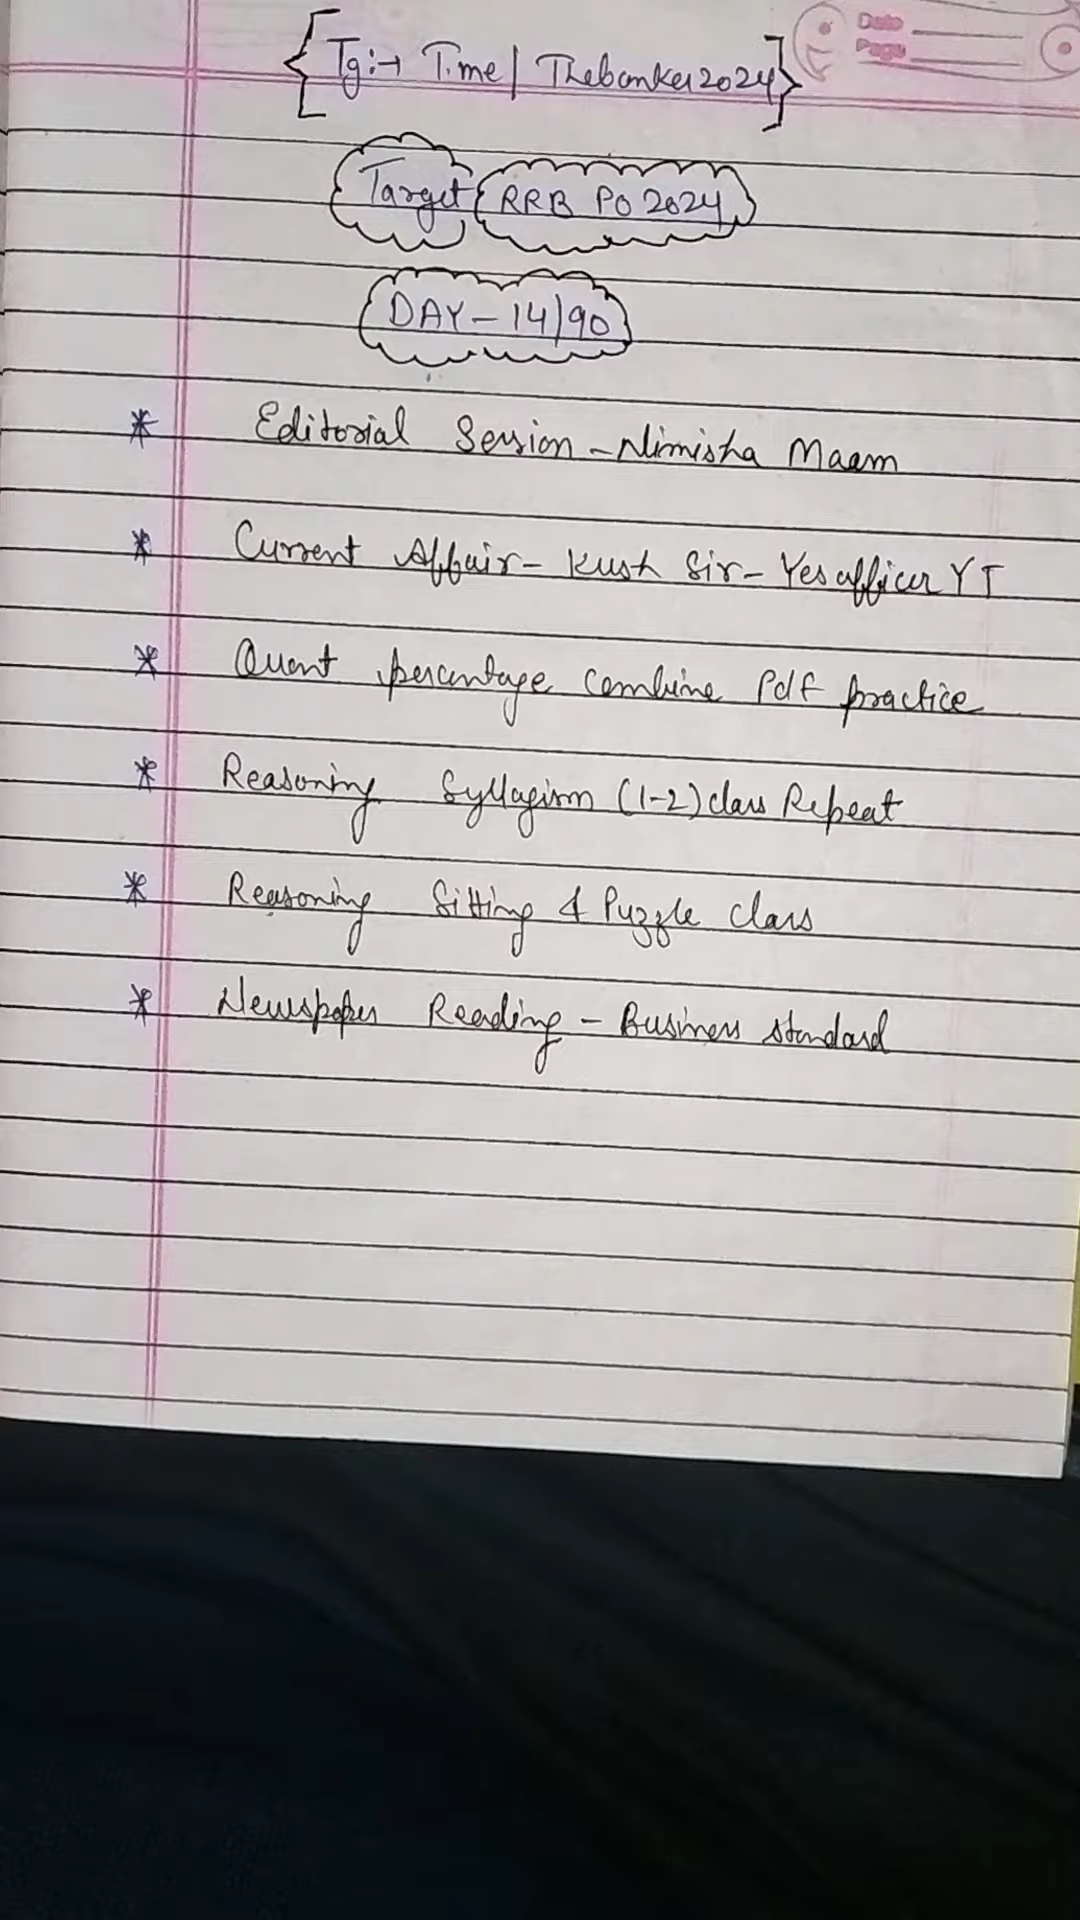 Tg:→ Time | Thebanker2024
Date
Page
Target RRB PO 2024
DAY - 14/90
* Editorial Session - Nimisha Maam
* Current Affair - Kush Sir - Yesofficer YT
* Quant percentage Combine Pdf practice
* Reasoning Syllogism (1-2) class Repeat
* Reasoning Sitting & Puzzle class
* Newspaper Reading - Business standard